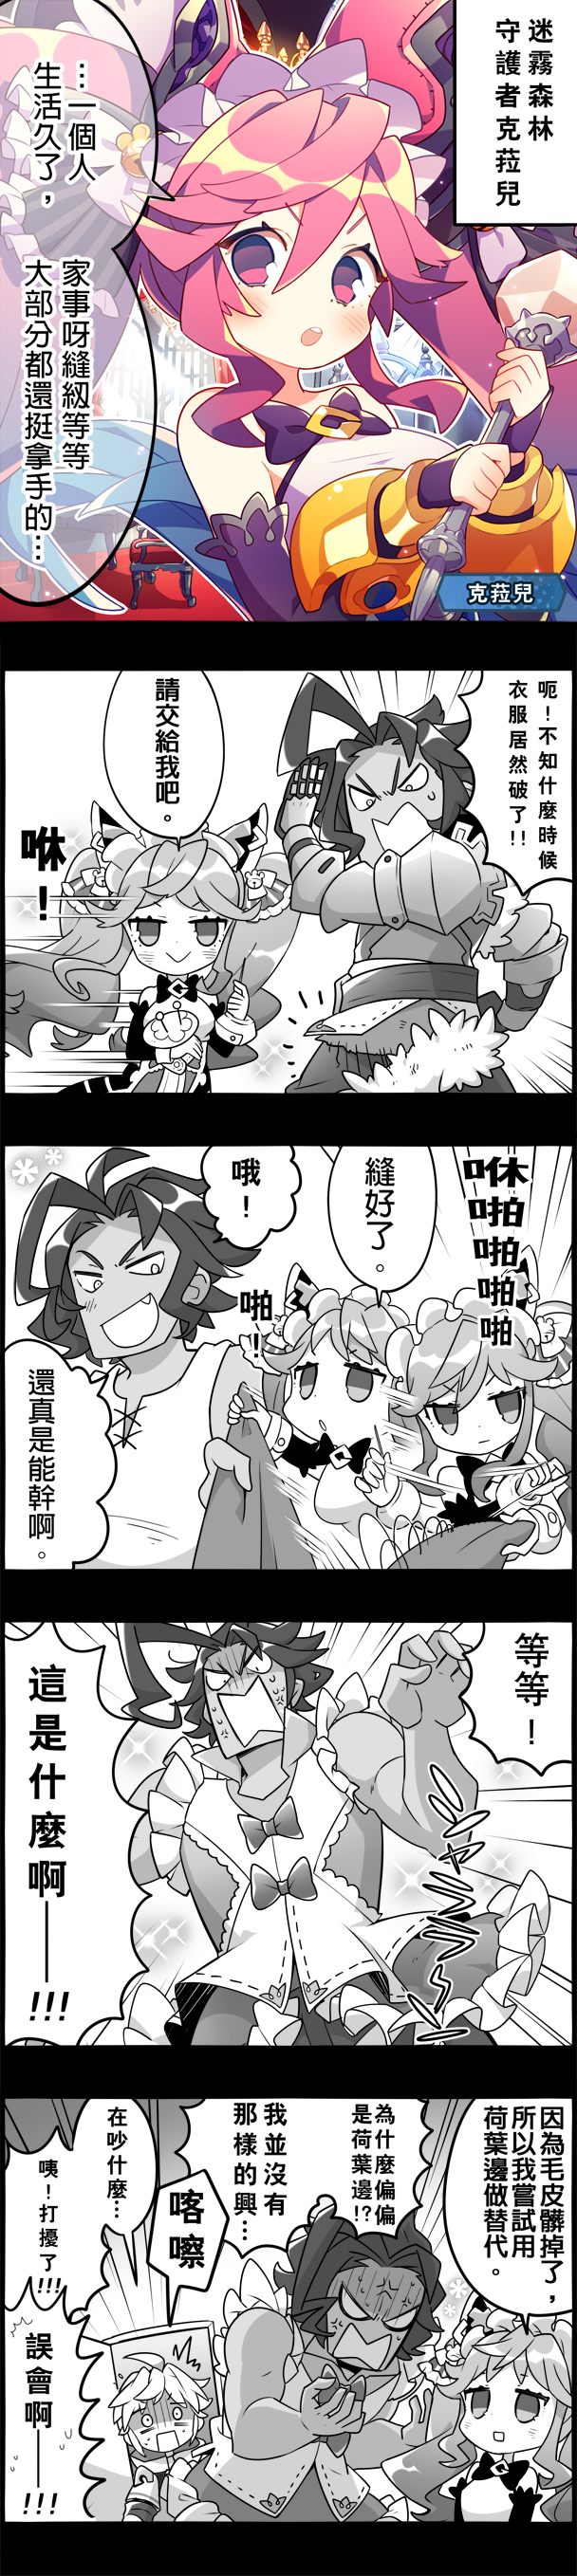 迷霧森林
守護者克菈兒
…一個人
生活久了，
家事呀縫紉等等
大部分都還挺拿手的…
克菈兒
呃！不知什麼時候
衣服居然破了!!
請交給我吧。
咻！
咻啪啪啪啪
縫好了。
啪！
哦！
還真是能幹啊。
等等！
這是什麼啊——!!!
因為毛皮髒掉了，
所以我嘗試用
荷葉邊做替代。
為什麼偏偏
是荷葉邊!?
我並沒有
那樣的興…
喀嚓
在吵什麼…
咦！打擾了!!!
誤會啊——!!!